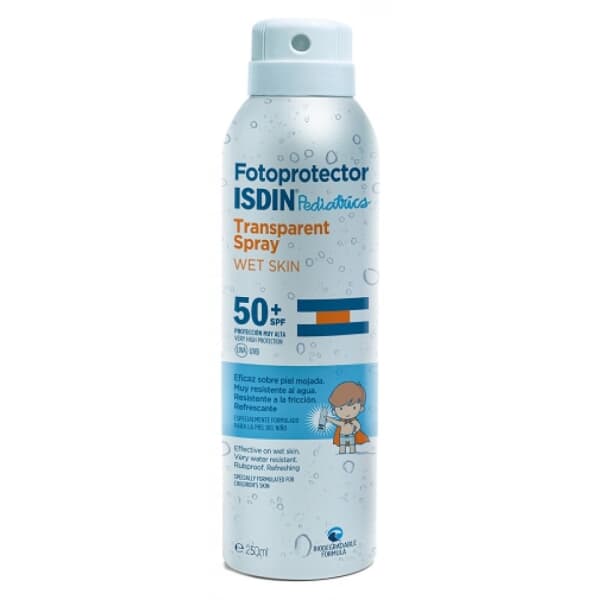 Fotoprotector
ISDIN® Pediatrics
Transparent
Spray
WET SKIN
50+
SPF
PROTECCIÓN MUY ALTA
VERY HIGH PROTECTION
UVA UVB
Eficaz sobre piel mojada.
Muy resistente al agua.
Resistente a la fricción.
Refrescante
ESPECIALMENTE FORMULADO
PARA LA PIEL DEL NIÑO
Effective on wet skin.
Very water resistant.
Rubproof. Refreshing
SPECIALLY FORMULATED FOR
CHILDREN'S SKIN
BIODEGRADABLE
FORMULA
e 250ml